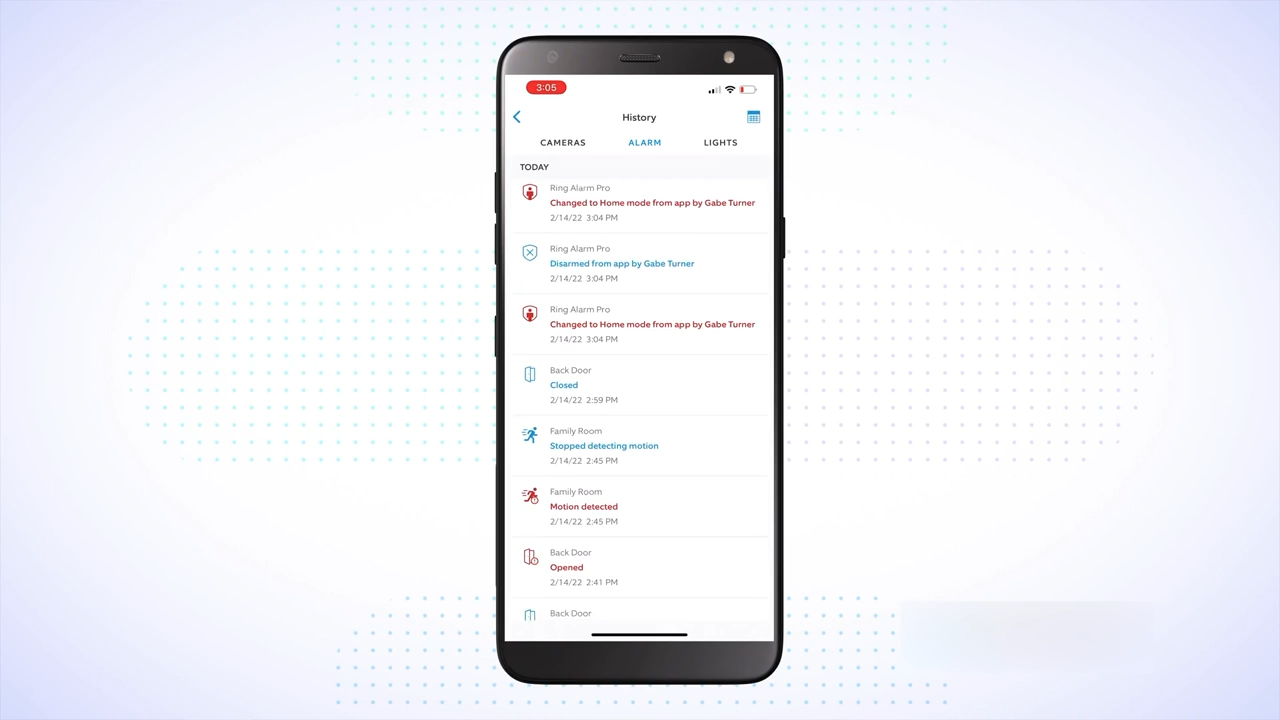 3:05
History
CAMERAS ALARM LIGHTS
TODAY
Ring Alarm Pro
Changed to Home mode from app by Gabe Turner
2/14/22 3:04 PM
Ring Alarm Pro
Disarmed from app by Gabe Turner
2/14/22 3:04 PM
Ring Alarm Pro
Changed to Home mode from app by Gabe Turner
2/14/22 3:04 PM
Back Door
Closed
2/14/22 2:59 PM
Family Room
Stopped detecting motion
2/14/22 2:45 PM
Family Room
Motion detected
2/14/22 2:45 PM
Back Door
Opened
2/14/22 2:41 PM
Back Door